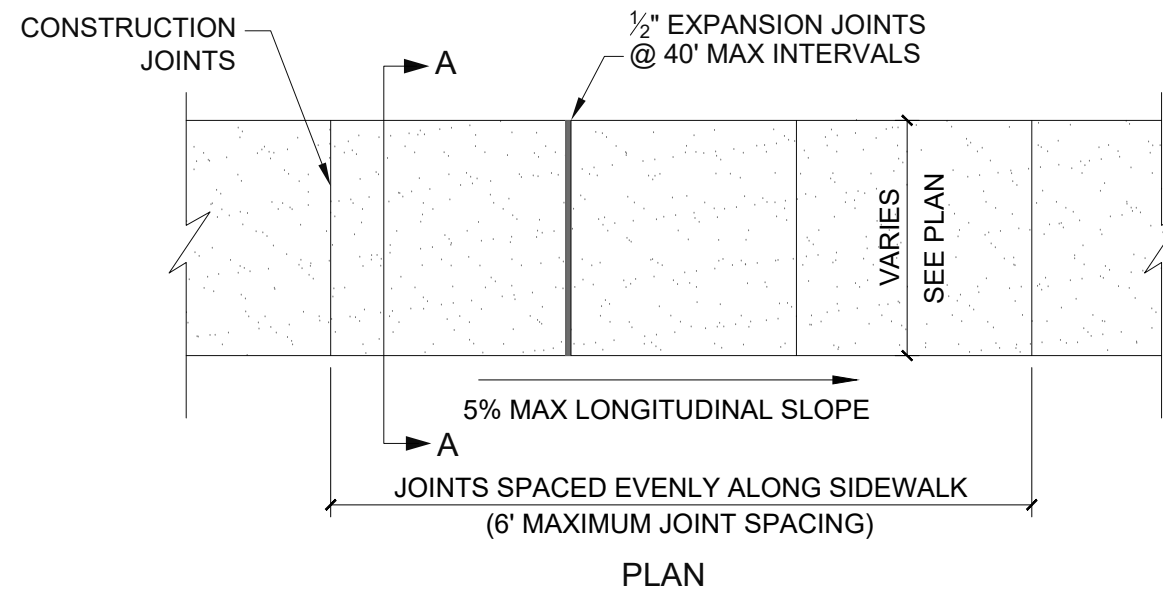 CONSTRUCTION
JOINTS
A
½" EXPANSION JOINTS
@ 40' MAX INTERVALS
VARIES
SEE PLAN
5% MAX LONGITUDINAL SLOPE
A
JOINTS SPACED EVENLY ALONG SIDEWALK
(6' MAXIMUM JOINT SPACING)
PLAN